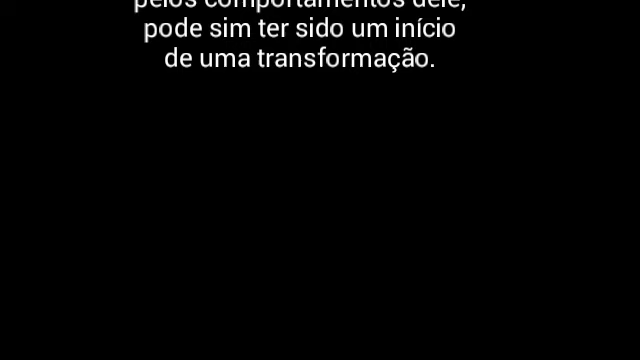 pelos comportamentos dele,
pode sim ter sido um início
de uma transformação.